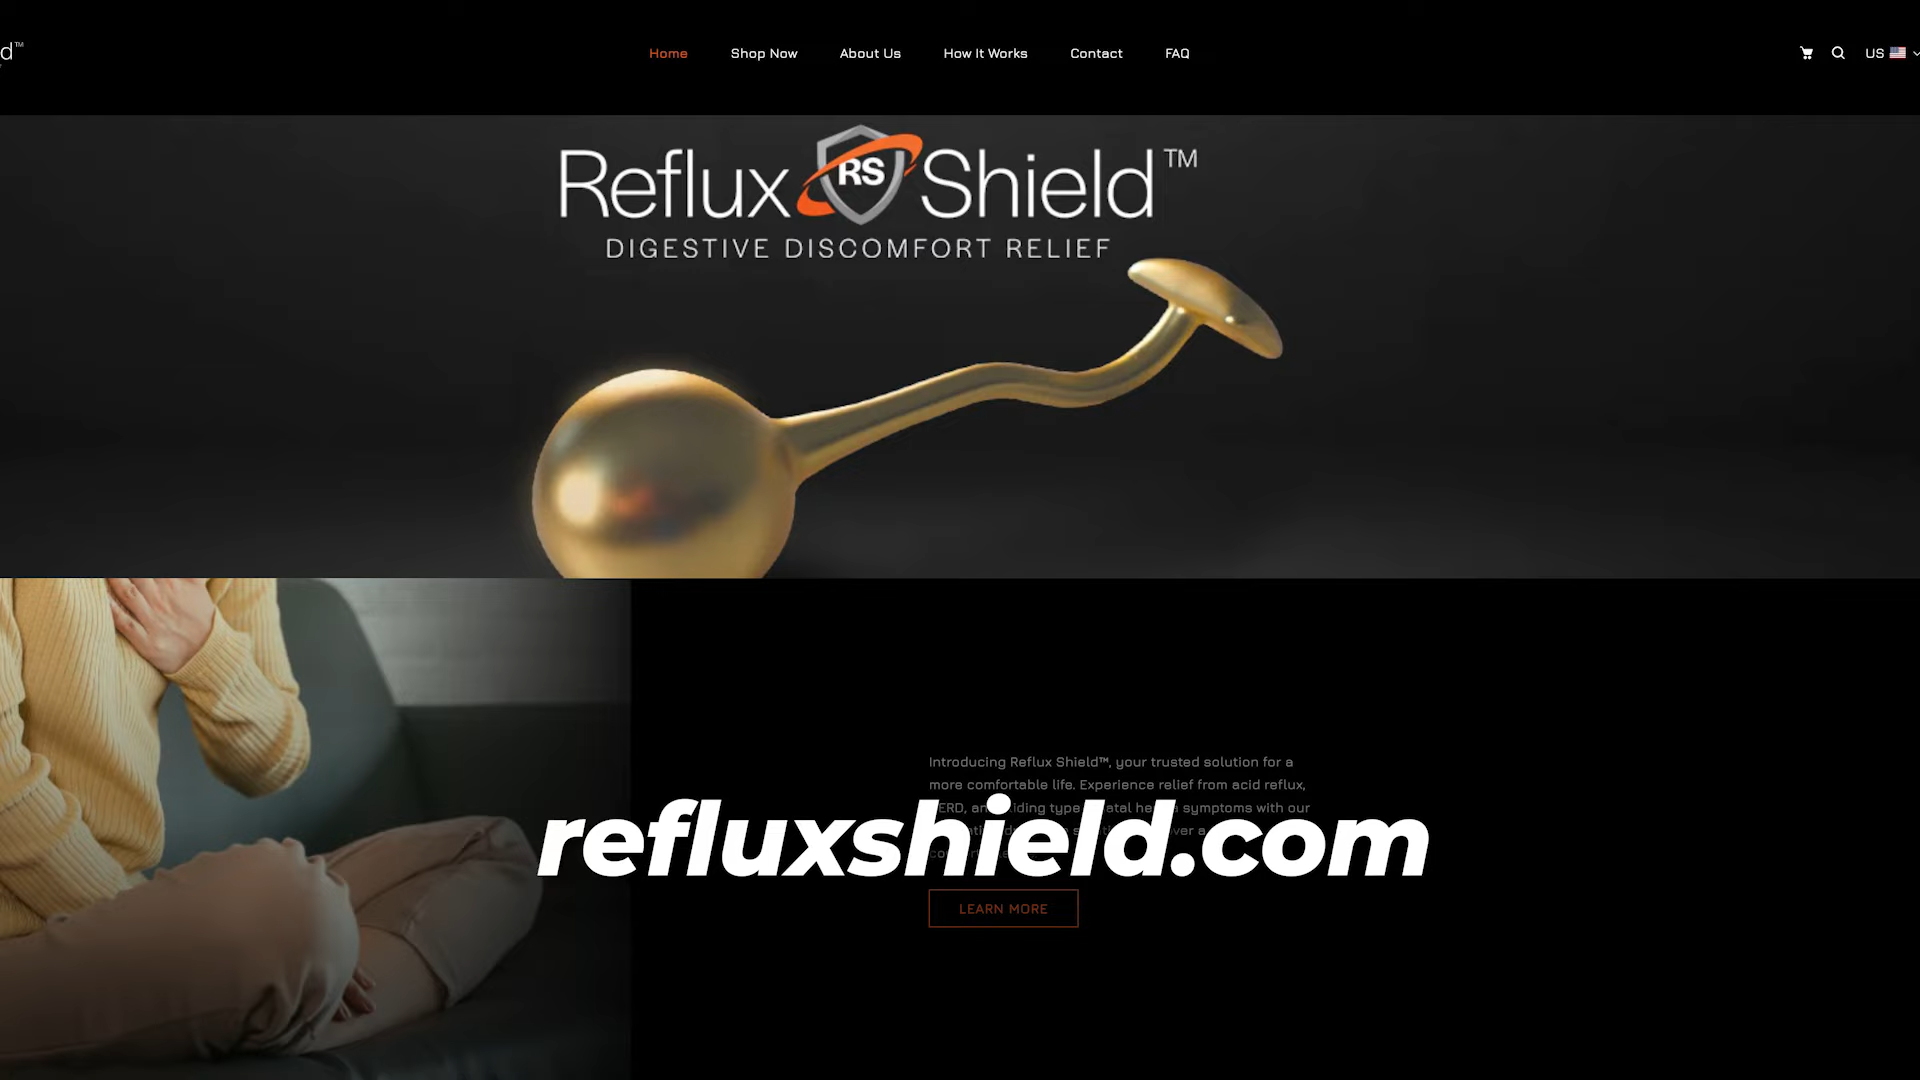 d™
Home Shop Now About Us How It Works Contact FAQ US
Reflux RS Shield™
DIGESTIVE DISCOMFORT RELIEF
Introducing Reflux Shield™, your trusted solution for a
more comfortable life. Experience relief from acid reflux,
symptoms with our
refluxshield.com
LEARN MORE